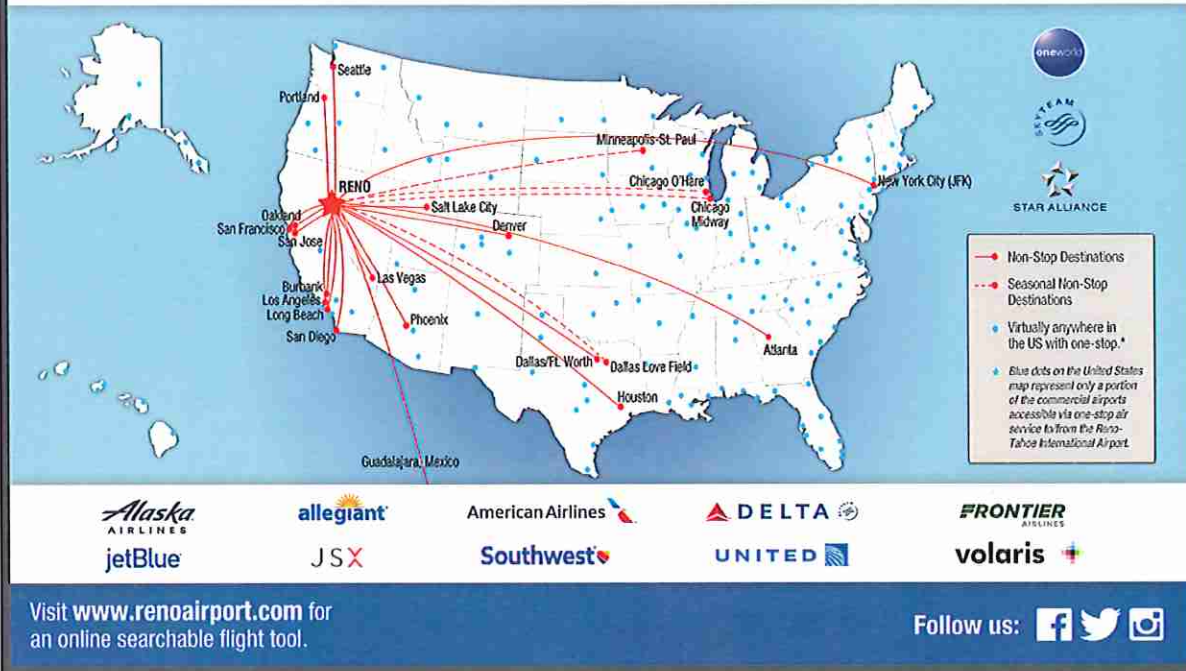 oneworld
SKYTEAM
STAR ALLIANCE
Seattle
Portland
Minneapolis-St. Paul
Chicago O'Hare
New York City (JFK)
RENO
Salt Lake City
Chicago
Midway
Oakland
San Francisco
San Jose
Denver
Las Vegas
Burbank
Los Angeles
Long Beach
Phoenix
San Diego
Dallas/Ft. Worth
Dallas Love Field
Atlanta
Houston
Guadalajara, Mexico
Non-Stop Destinations
Seasonal Non-Stop
Destinations
Virtually anywhere in
the US with one-stop.*
Blue dots on the United States
map represent only a portion
of the commercial airports
accessible via one-stop air
service to/from the Reno-
Tahoe International Airport.
Alaska
AIRLINES
allegiant
American Airlines
DELTA
FRONTIER
AIRLINES
jetBlue
JSX
Southwest
UNITED
volaris
Visit www.renoairport.com for
an online searchable flight tool.
Follow us: